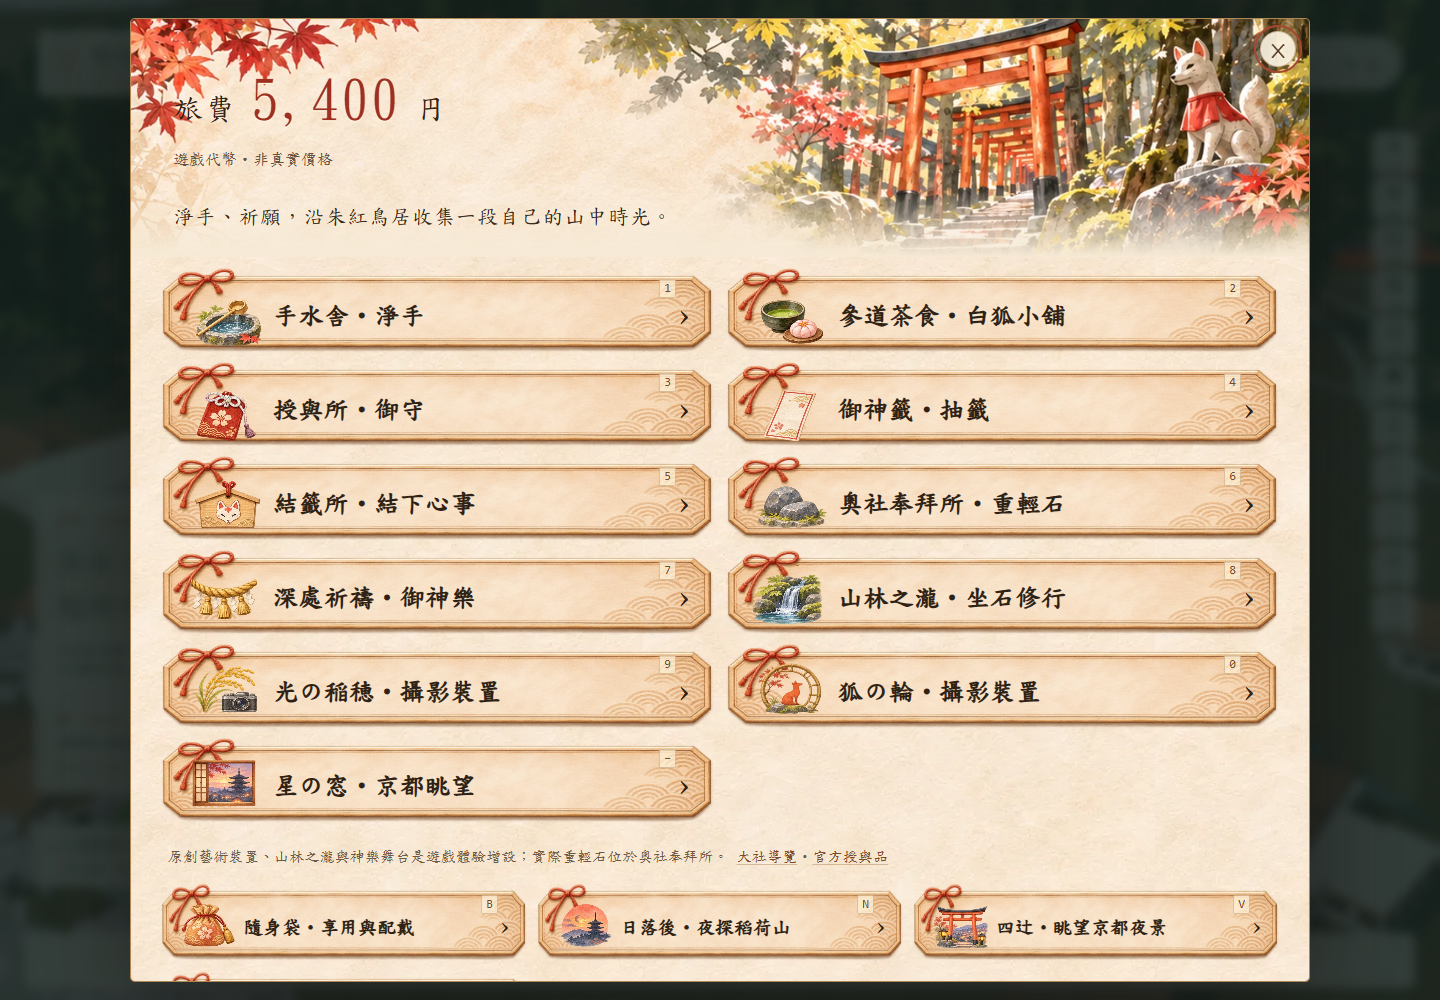 旅費 5,400 円
遊戲代幣・非真實價格
淨手、祈願，沿朱紅鳥居收集一段自己的山中時光。
1
手水舍・淨手 ›
2
參道茶食・白狐小舖 ›
3
授與所・御守 ›
4
御神籤・抽籤 ›
5
結籤所・結下心事 ›
6
奧社奉拜所・重輕石 ›
7
深處祈禱・御神樂 ›
8
山林之瀧・坐石修行 ›
9
光の稲穂・攝影裝置 ›
0
狐の輪・攝影裝置 ›
-
星の窓・京都眺望 ›
原創藝術裝置、山林之瀧與神樂舞台是遊戲體驗增設；實際重輕石位於奧社奉拜所。 大社導覽・官方授與品
B
隨身袋・享用與配戴 ›
N
日落後・夜探稻荷山 ›
V
四辻・眺望京都夜景 ›